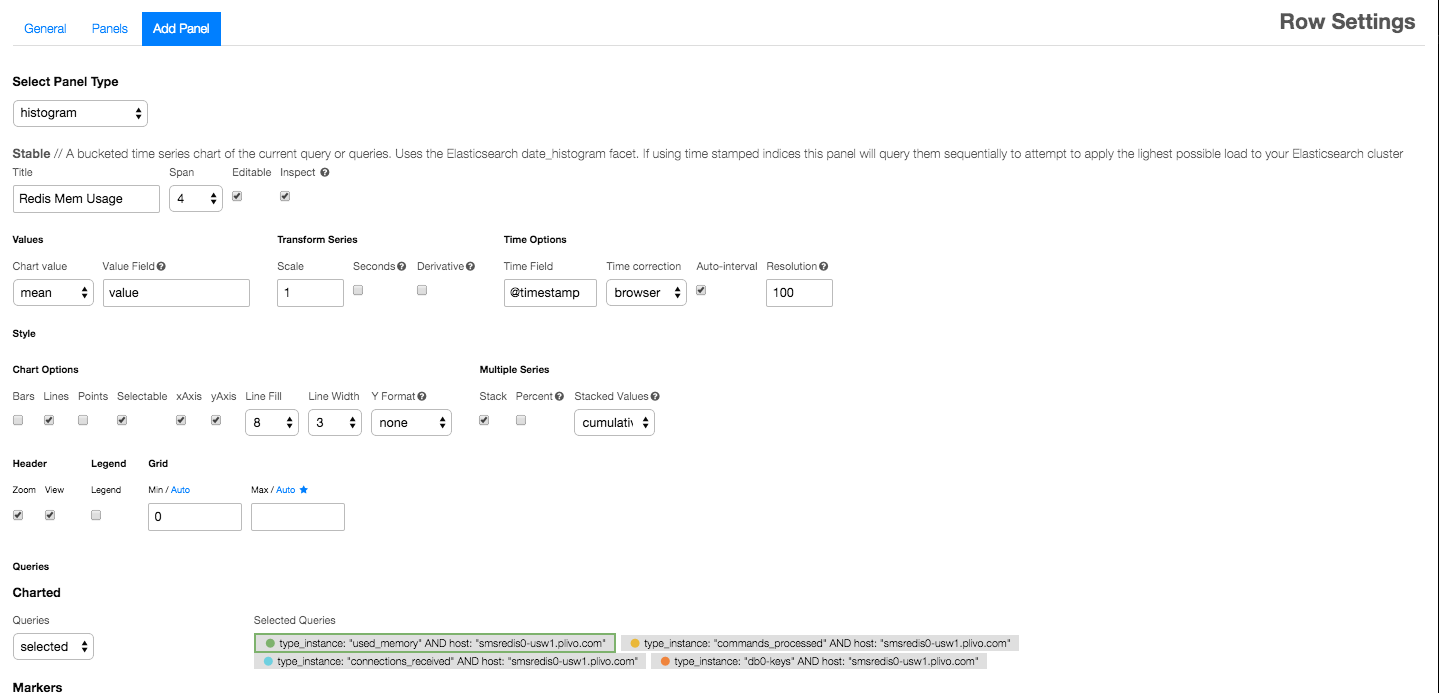 General Panels Add Panel Row Settings
Select Panel Type
histogram
Stable // A bucketed time series chart of the current query or queries. Uses the Elasticsearch date_histogram facet. If using time stamped indices this panel will query them sequentially to attempt to apply the lighest possible load to your Elasticsearch cluster
Title Span Editable Inspect
Redis Mem Usage 4
Values Transform Series Time Options
Chart value Value Field Scale Seconds Derivative Time Field Time correction Auto-interval Resolution
mean value 1 @timestamp browser 100
Style
Chart Options Multiple Series
Bars Lines Points Selectable xAxis yAxis Line Fill Line Width Y Format Stack Percent Stacked Values
8 3 none cumulativ
Header Legend Grid
Zoom View Legend Min / Auto Max / Auto
0
Queries
Charted
Queries Selected Queries
selected type_instance: "used_memory" AND host: "smsredis0-usw1.plivo.com" type_instance: "commands_processed" AND host: "smsredis0-usw1.plivo.com"
type_instance: "connections_received" AND host: "smsredis0-usw1.plivo.com" type_instance: "db0-keys" AND host: "smsredis0-usw1.plivo.com"
Markers